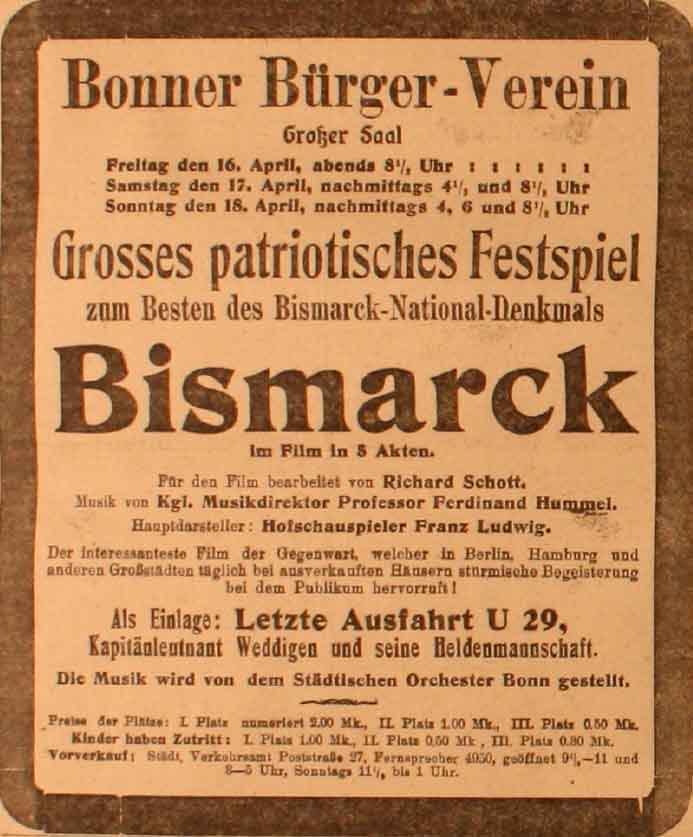 Bonner Bürger-Verein
Großer Saal
Freitag den 16. April, abends 8½ Uhr : : : : : :
Samstag den 17. April, nachmittags 4½ und 8½ Uhr
Sonntag den 18. April, nachmittags 4, 6 und 8½ Uhr
Grosses patriotisches Festspiel
zum Besten des Bismarck-National-Denkmals
Bismarck
im Film in 5 Akten.
Für den Film bearbeitet von Richard Schott.
Musik von Kgl. Musikdirektor Professor Ferdinand Hummel.
Hauptdarsteller: Hofschauspieler Franz Ludwig.
Der interessanteste Film der Gegenwart, welcher in Berlin, Hamburg und
anderen Großstädten täglich bei ausverkauften Häusern stürmische Begeisterung
bei dem Publikum hervorruft!
Als Einlage: Letzte Ausfahrt U 29,
Kapitänleutnant Weddigen und seine Heldenmannschaft.
Die Musik wird von dem Städtischen Orchester Bonn gestellt.
Preise der Plätze: I. Platz numeriert 2.00 Mk., II. Platz 1.00 Mk., III. Platz 0.50 Mk.
Kinder haben Zutritt: I. Platz 1.00 Mk., II. Platz 0.50 Mk., III. Platz 0.30 Mk.
Vorverkauf: Städt. Verkehrsamt Poststraße 27, Fernsprecher 4950, geöffnet 9½—11 und
3—5 Uhr, Sonntags 11½ bis 1 Uhr.